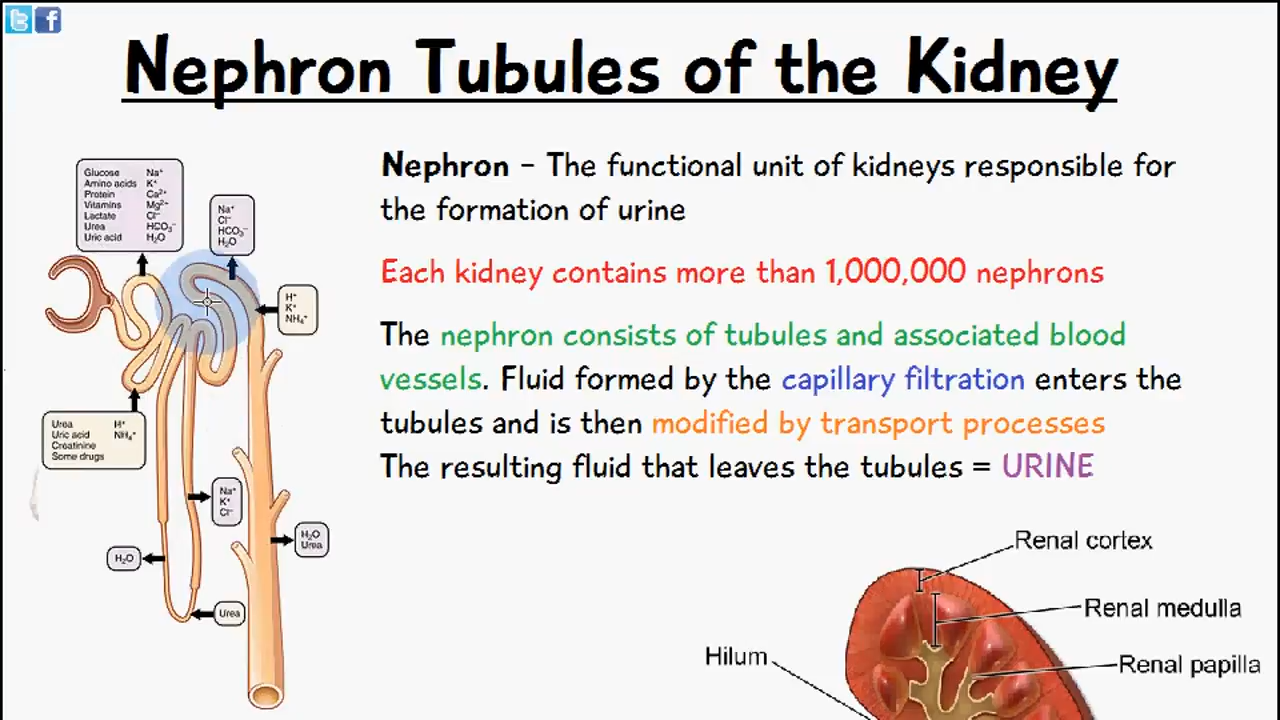 Nephron Tubules of the Kidney
Nephron – The functional unit of kidneys responsible for
the formation of urine
Each kidney contains more than 1,000,000 nephrons
The nephron consists of tubules and associated blood
vessels. Fluid formed by the capillary filtration enters the
tubules and is then modified by transport processes
The resulting fluid that leaves the tubules = URINE
Glucose Na⁺
Amino acids K⁺
Protein Ca²⁺
Vitamins Mg²⁺
Lactate Cl⁻
Urea HCO₃⁻
Uric acid H₂O
Na⁺
Cl⁻
HCO₃⁻
H₂O
H⁺
K⁺
NH₄⁺
Urea H⁺
Uric acid NH₄⁺
Creatinine
Some drugs
Na⁺
K⁺
Cl⁻
H₂O
Urea
H₂O
Urea
Renal cortex
Renal medulla
Hilum
Renal papilla